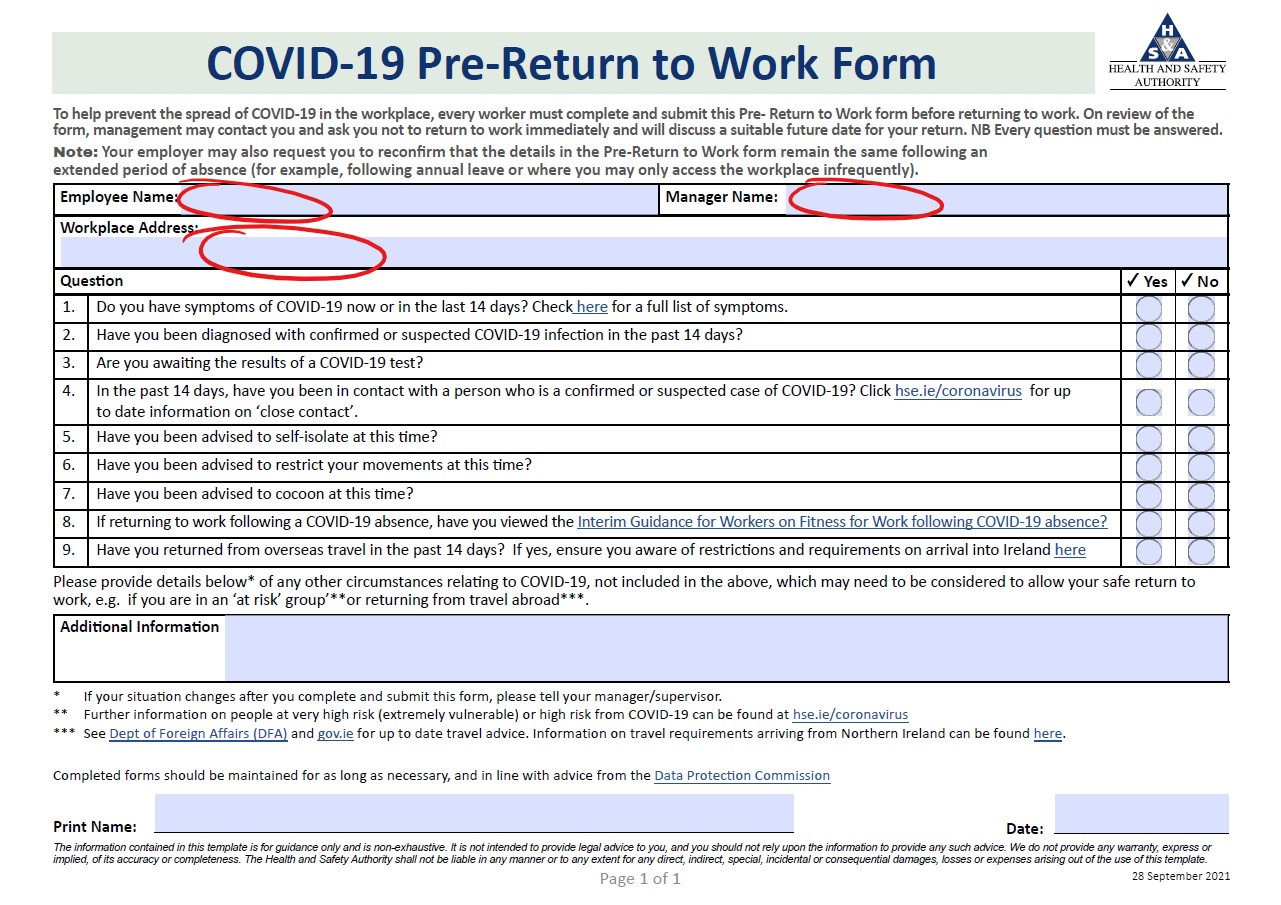 COVID-19 Pre-Return to Work Form
H
S & A
HEALTH AND SAFETY
AUTHORITY
To help prevent the spread of COVID-19 in the workplace, every worker must complete and submit this Pre- Return to Work form before returning to work. On review of the
form, management may contact you and ask you not to return to work immediately and will discuss a suitable future date for your return. NB Every question must be answered.
Note: Your employer may also request you to reconfirm that the details in the Pre-Return to Work form remain the same following an
extended period of absence (for example, following annual leave or where you may only access the workplace infrequently).
Employee Name: Manager Name:
Workplace Address:
Question ✓ Yes ✓ No
1. Do you have symptoms of COVID-19 now or in the last 14 days? Check here for a full list of symptoms.
2. Have you been diagnosed with confirmed or suspected COVID-19 infection in the past 14 days?
3. Are you awaiting the results of a COVID-19 test?
4. In the past 14 days, have you been in contact with a person who is a confirmed or suspected case of COVID-19? Click hse.ie/coronavirus for up
to date information on ‘close contact’.
5. Have you been advised to self-isolate at this time?
6. Have you been advised to restrict your movements at this time?
7. Have you been advised to cocoon at this time?
8. If returning to work following a COVID-19 absence, have you viewed the Interim Guidance for Workers on Fitness for Work following COVID-19 absence?
9. Have you returned from overseas travel in the past 14 days? If yes, ensure you aware of restrictions and requirements on arrival into Ireland here
Please provide details below* of any other circumstances relating to COVID-19, not included in the above, which may need to be considered to allow your safe return to
work, e.g. if you are in an ‘at risk’ group’**or returning from travel abroad***.
Additional Information
* If your situation changes after you complete and submit this form, please tell your manager/supervisor.
** Further information on people at very high risk (extremely vulnerable) or high risk from COVID-19 can be found at hse.ie/coronavirus
*** See Dept of Foreign Affairs (DFA) and gov.ie for up to date travel advice. Information on travel requirements arriving from Northern Ireland can be found here.
Completed forms should be maintained for as long as necessary, and in line with advice from the Data Protection Commission
Print Name: Date:
The information contained in this template is for guidance only and is non-exhaustive. It is not intended to provide legal advice to you, and you should not rely upon the information to provide any such advice. We do not provide any warranty, express or
implied, of its accuracy or completeness. The Health and Safety Authority shall not be liable in any manner or to any extent for any direct, indirect, special, incidental or consequential damages, losses or expenses arising out of the use of this template.
Page 1 of 1
28 September 2021